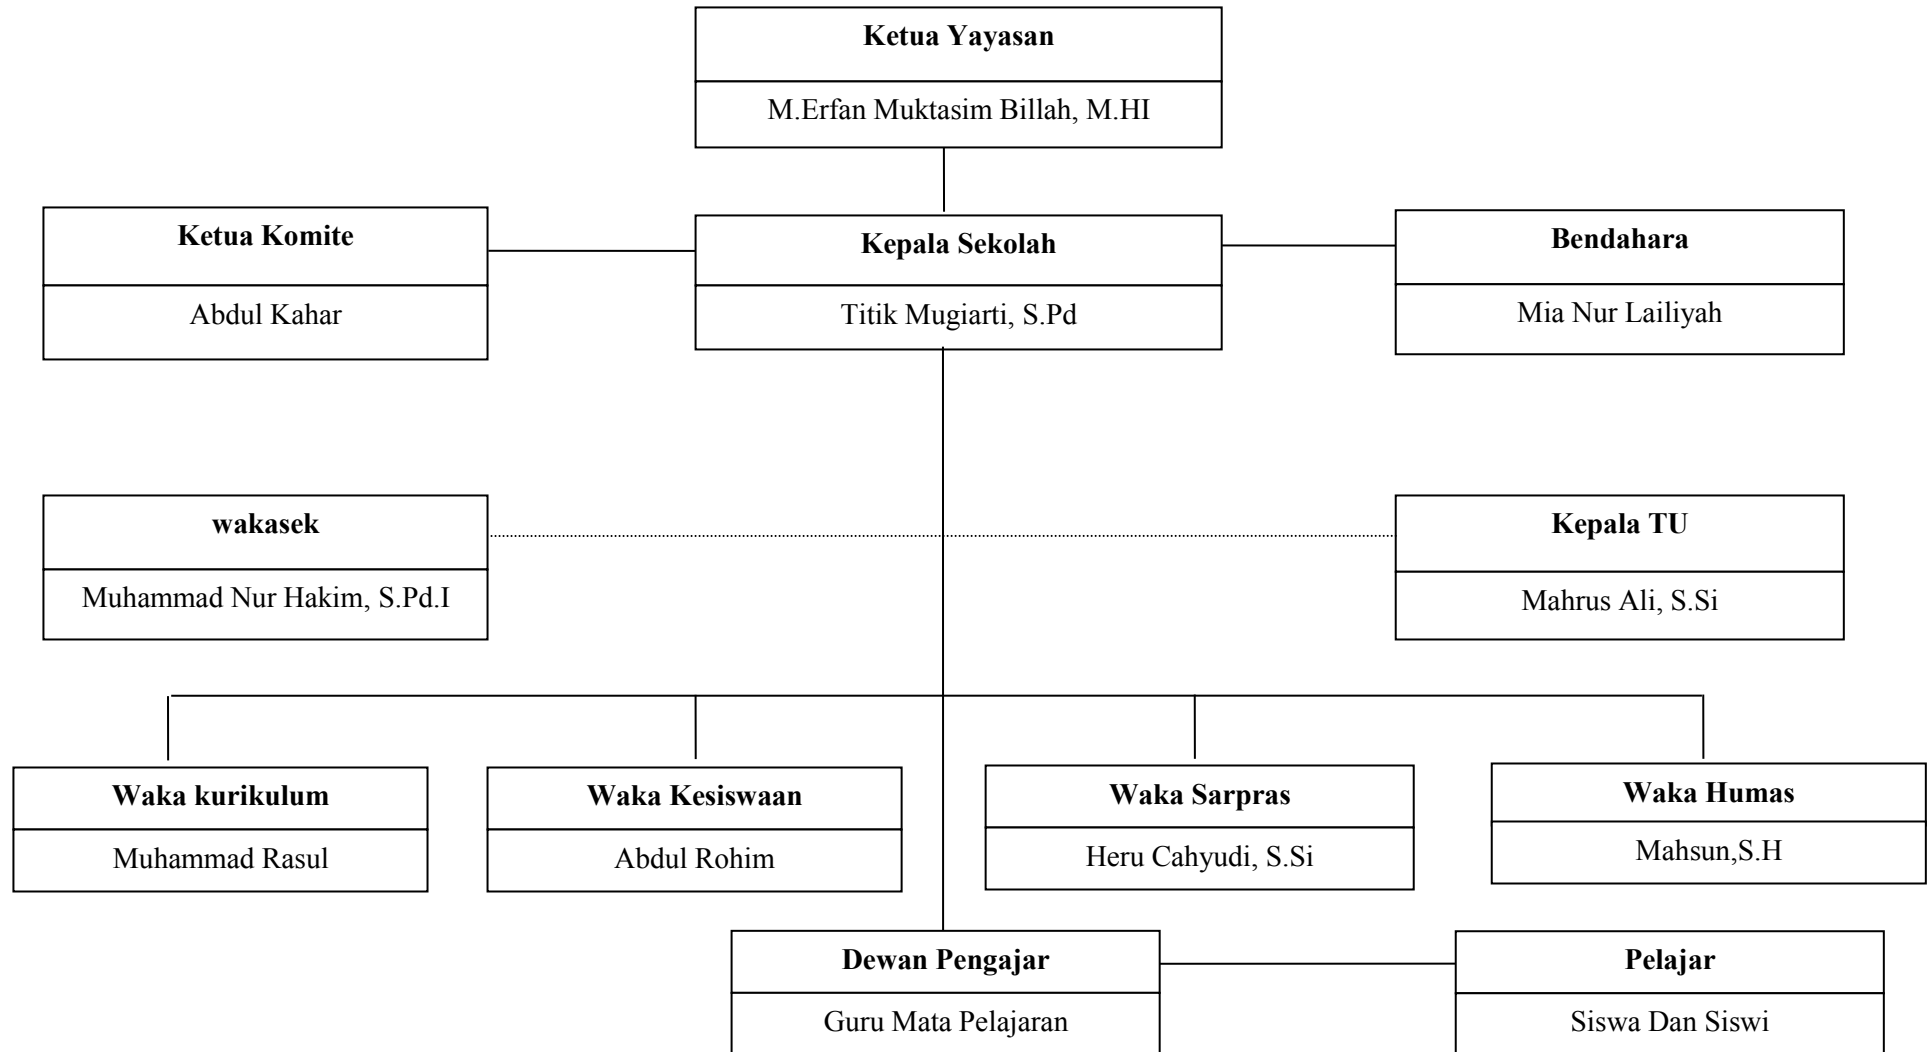 Ketua Yayasan
M.Erfan Muktasim Billah, M.HI
Ketua Komite
Abdul Kahar
Kepala Sekolah
Titik Mugiarti, S.Pd
Bendahara
Mia Nur Lailiyah
wakasek
Muhammad Nur Hakim, S.Pd.I
Kepala TU
Mahrus Ali, S.Si
Waka kurikulum
Muhammad Rasul
Waka Kesiswaan
Abdul Rohim
Waka Sarpras
Heru Cahyudi, S.Si
Waka Humas
Mahsun,S.H
Dewan Pengajar
Guru Mata Pelajaran
Pelajar
Siswa Dan Siswi